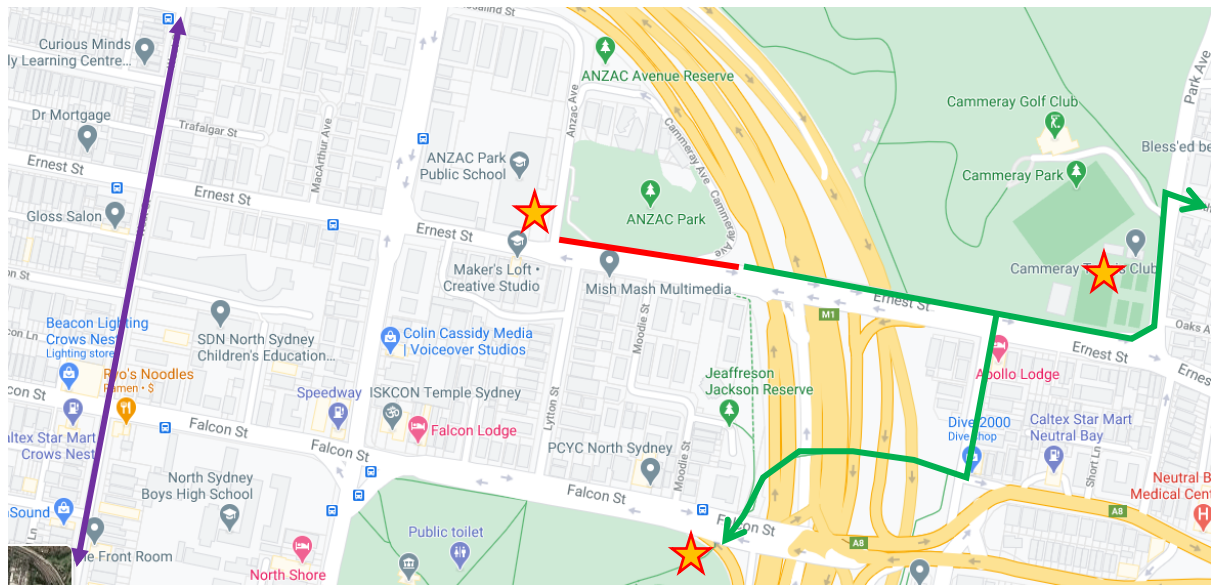 Rosalind St
Curious Minds
ly Learning Centre...
ANZAC Avenue Reserve
Park Ave
Anzac Ave
Cammeray Golf Club
Dr Mortgage
Trafalgar St
MacArthur Ave
Cammeray Ave
Bless'ed be
ANZAC Park
Public School
Cammeray Park
Ernest St
Ernest St
Gloss Salon
ANZAC Park
Cammeray Ave
Ernest St
Maker's Loft •
Creative Studio
Cammeray
Club
Mish Mash Multimedia
Ernest St
M1
Beacon Lighting
Crows Nest
Lighting store
SDN North Sydney
Children's Education...
Colin Cassidy Media
| Voiceover Studios
Moodie St
Oaks A
Ernest St
Ernes
Apollo Lodge
Noodles
Ramen • $
Speedway
ISKCON Temple Sydney
Jeaffreson
Jackson Reserve
Lytton St
Falcon Lodge
Falcon St
Falcon St
Caltex Star Mart
Crows Nest
Dive 2000
Dive Shop
Caltex Star Mart
Neutral Bay
Short Ln
North Sydney
Boys High School
PCYC North Sydney
Moodie St
Neutral B
Medical Cent
Falcon St
Falcon St
A8
A8
Public toilet
The Front Room
North Shore